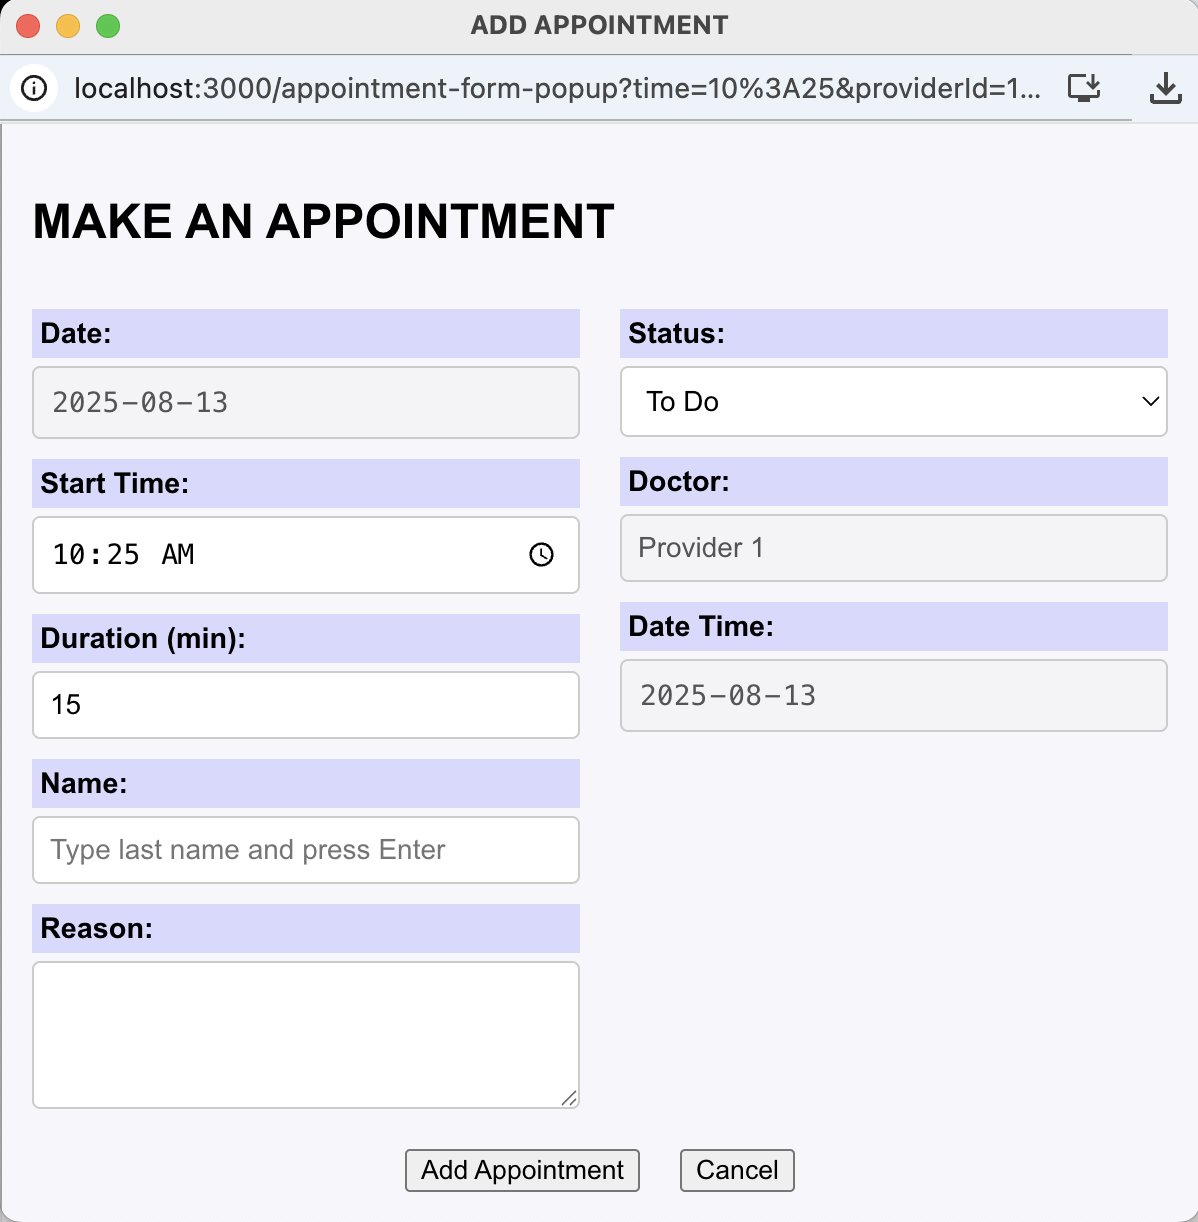 ADD APPOINTMENT
localhost:3000/appointment-form-popup?time=10%3A25&providerId=1...
MAKE AN APPOINTMENT
Date:
2025-08-13
Start Time:
10:25 AM
Duration (min):
15
Name:
Type last name and press Enter
Reason:
Status:
To Do
Doctor:
Provider 1
Date Time:
2025-08-13
Add Appointment
Cancel